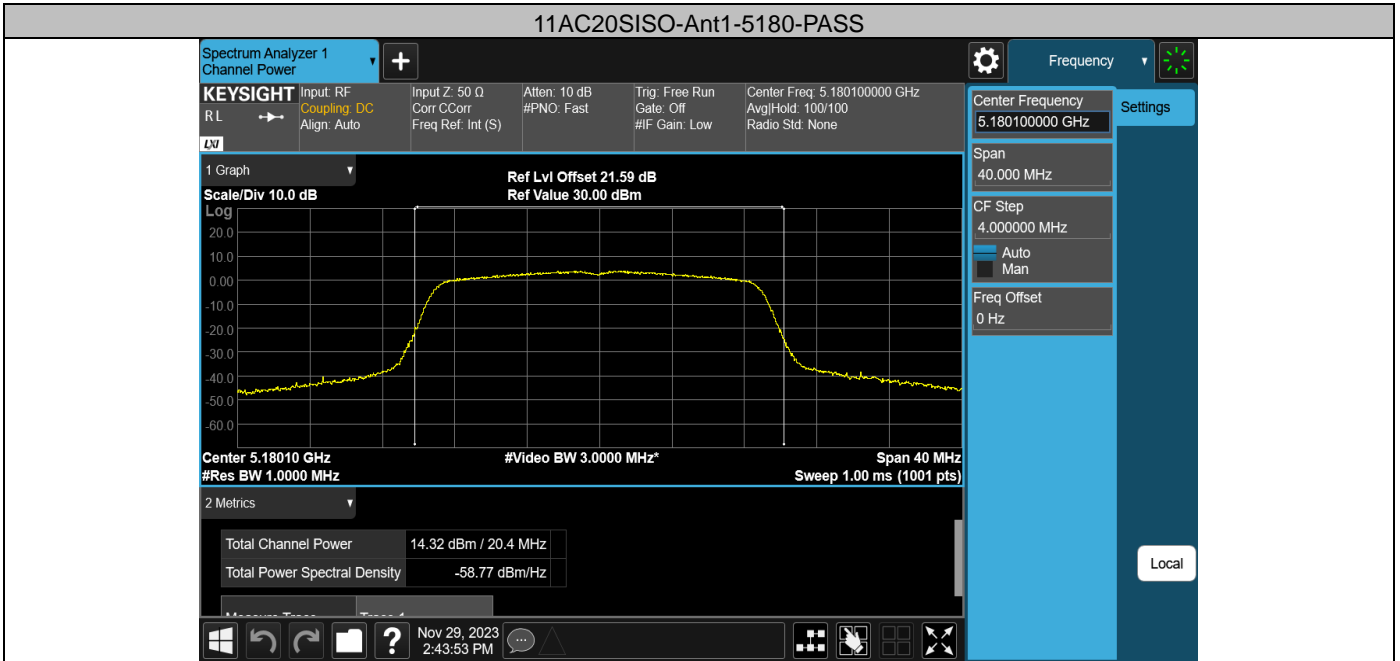 11AC20SISO-Ant1-5180-PASS
Spectrum Analyzer 1
Channel Power
Frequency
KEYSIGHT
RL
LXI
Input: RF
Coupling: DC
Align: Auto
Input Z: 50 Ω
Corr CCorr
Freq Ref: Int (S)
Atten: 10 dB
#PNO: Fast
Trig: Free Run
Gate: Off
#IF Gain: Low
Center Freq: 5.180100000 GHz
Avg|Hold: 100/100
Radio Std: None
Center Frequency
5.180100000 GHz
Settings
Span
40.000 MHz
CF Step
4.000000 MHz
Auto
Man
Freq Offset
0 Hz
1 Graph
Scale/Div 10.0 dB
Ref Lvl Offset 21.59 dB
Ref Value 30.00 dBm
Log
20.0
10.0
0.00
-10.0
-20.0
-30.0
-40.0
-50.0
-60.0
Center 5.18010 GHz
#Video BW 3.0000 MHz*
Span 40 MHz
#Res BW 1.0000 MHz
Sweep 1.00 ms (1001 pts)
2 Metrics
Total Channel Power 14.32 dBm / 20.4 MHz
Total Power Spectral Density -58.77 dBm/Hz
Local
?
Nov 29, 2023
2:43:53 PM